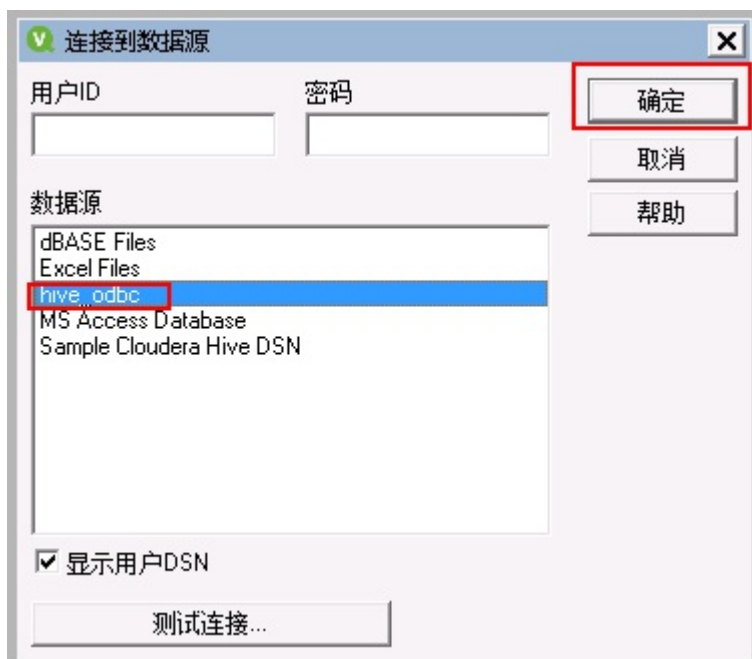 连接到数据源
用户ID
密码
确定
取消
帮助
数据源
dBASE Files
Excel Files
hive_odbc
MS Access Database
Sample Cloudera Hive DSN
显示用户DSN
测试连接...